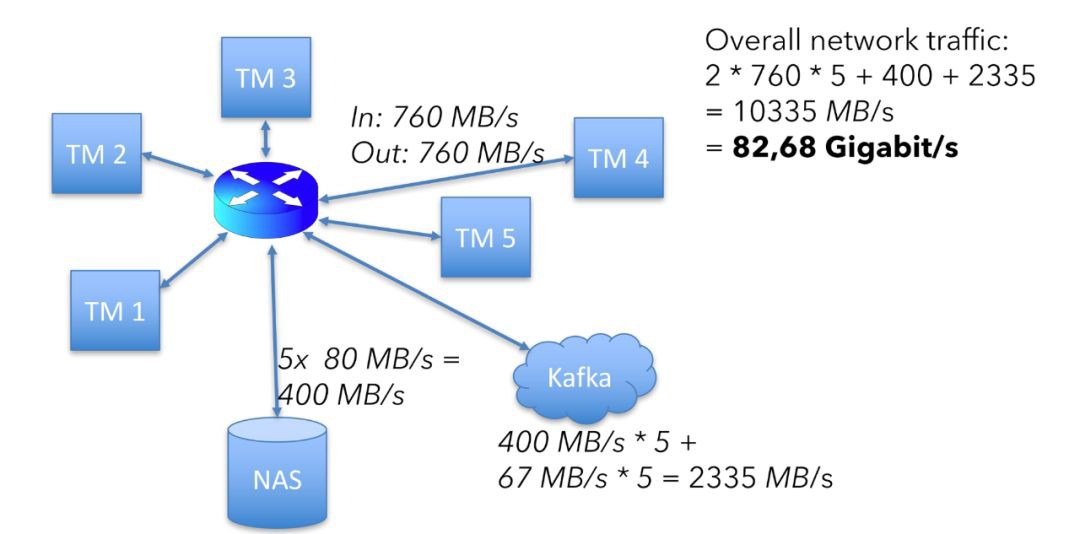 Overall network traffic:
2 * 760 * 5 + 400 + 2335
= 10335 MB/s
= 82,68 Gigabit/s
TM 3
In: 760 MB/s
Out: 760 MB/s
TM 2
TM 4
TM 5
TM 1
5x 80 MB/s =
400 MB/s
Kafka
400 MB/s * 5 +
67 MB/s * 5 = 2335 MB/s
NAS